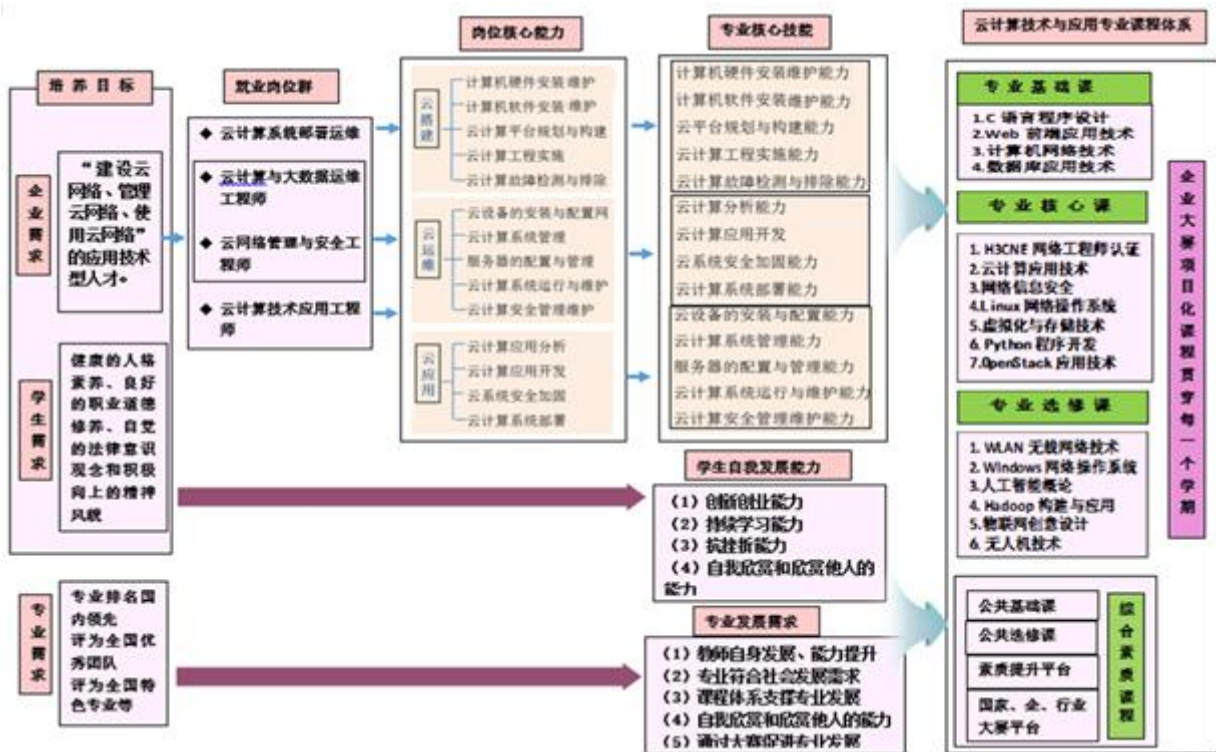 培养目标
企业需求
“建设云
网络、管理
云网络、使
用云网络”
的应用技术
型人才。
学生需求
健康的人格
素养、良好
的职业道德
修养、自觉
的法律意识
观念和积极
向上的精神
风貌
专业需求
专业排名国
内领先
评为全国优
秀团队
评为全国特
色专业等
就业岗位群
◆ 云计算系统部署运维
◆ 云计算与大数据运维
工程师
◆ 云网络管理与安全工
程师
◆ 云计算技术应用工程
师
岗位核心能力
云搭建
计算机硬件安装维护
计算机软件安装维护
云计算平台规划与构建
云计算工程实施
云计算故障检测与排除
云运维
云设备的安装与配置网
云计算系统管理
服务器的配置与管理
云计算系统运行与维护
云计算安全管理维护
云应用
云计算应用分析
云计算应用开发
云系统安全加固
云计算系统部署
专业核心技能
计算机硬件安装维护能力
计算机软件安装维护能力
云平台规划与构建能力
云计算工程实施能力
云计算故障检测与排除能力
云计算分析能力
云计算应用开发
云系统安全加固能力
云计算系统部署能力
云设备的安装与配置能力
云计算系统管理能力
服务器的配置与管理能力
云计算系统运行与维护能力
云计算安全管理维护能力
学生自我发展能力
(1) 创新创业能力
(2) 持续学习能力
(3) 抗挫折能力
(4) 自我欣赏和欣赏他人的
能力
专业发展需求
(1) 教师自身发展、能力提升
(2) 专业符合社会发展需求
(3) 课程体系支撑专业发展
(4) 自我欣赏和欣赏他人的能力
(5) 通过大赛促进专业发展
云计算技术与应用专业课程体系
专业基础课
1.C 语言程序设计
2.Web 前端应用技术
3.计算机网络技术
4.数据库应用技术
专业核心课
1. H3CNE 网络工程师认证
2.云计算应用技术
3.网络信息安全
4.Linux 网络操作系统
5.虚拟化与存储技术
6. Python 程序开发
7.OpenStack 应用技术
专业选修课
1. WLAN 无线网络技术
2. Windows 网络操作系统
3.人工智能概论
4. Hadoop 构建与应用
5.物联网创意设计
6. 无人机技术
企业大赛项目化课程贯穿每一个学期
公共基础课
公共选修课
素质提升平台
国家、企、行业
大赛平台
综合素质课程